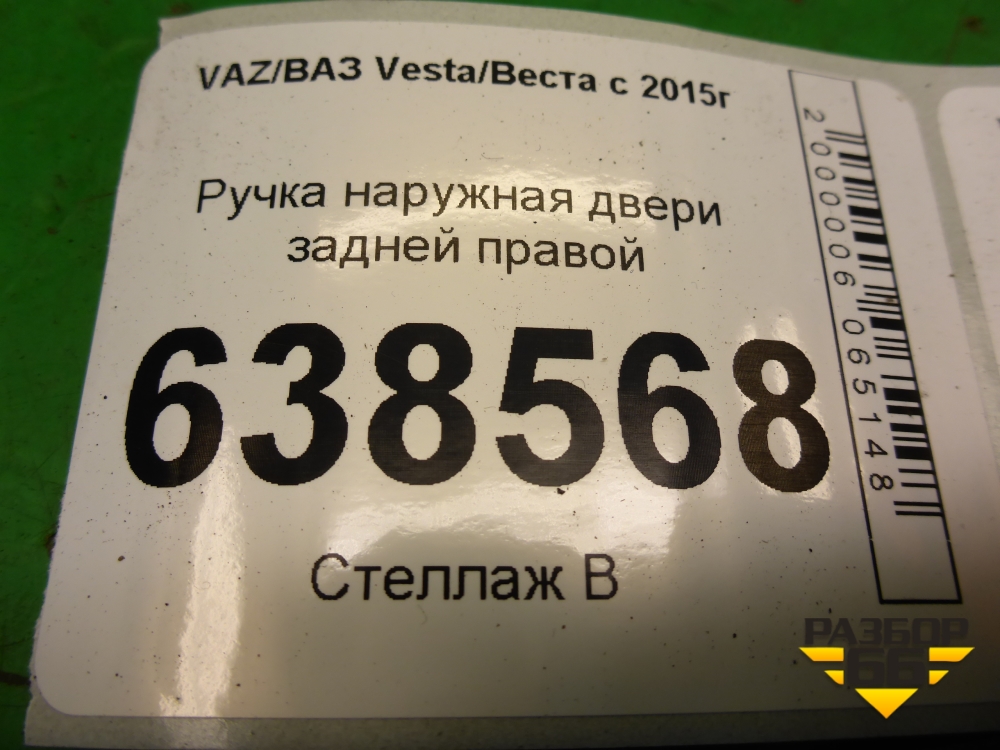 VAZ/ВАЗ Vesta/Веста с 2015г
Ручка наружная двери
задней правой
638568
Стеллаж В
2000006065148
РАЗБОР
66